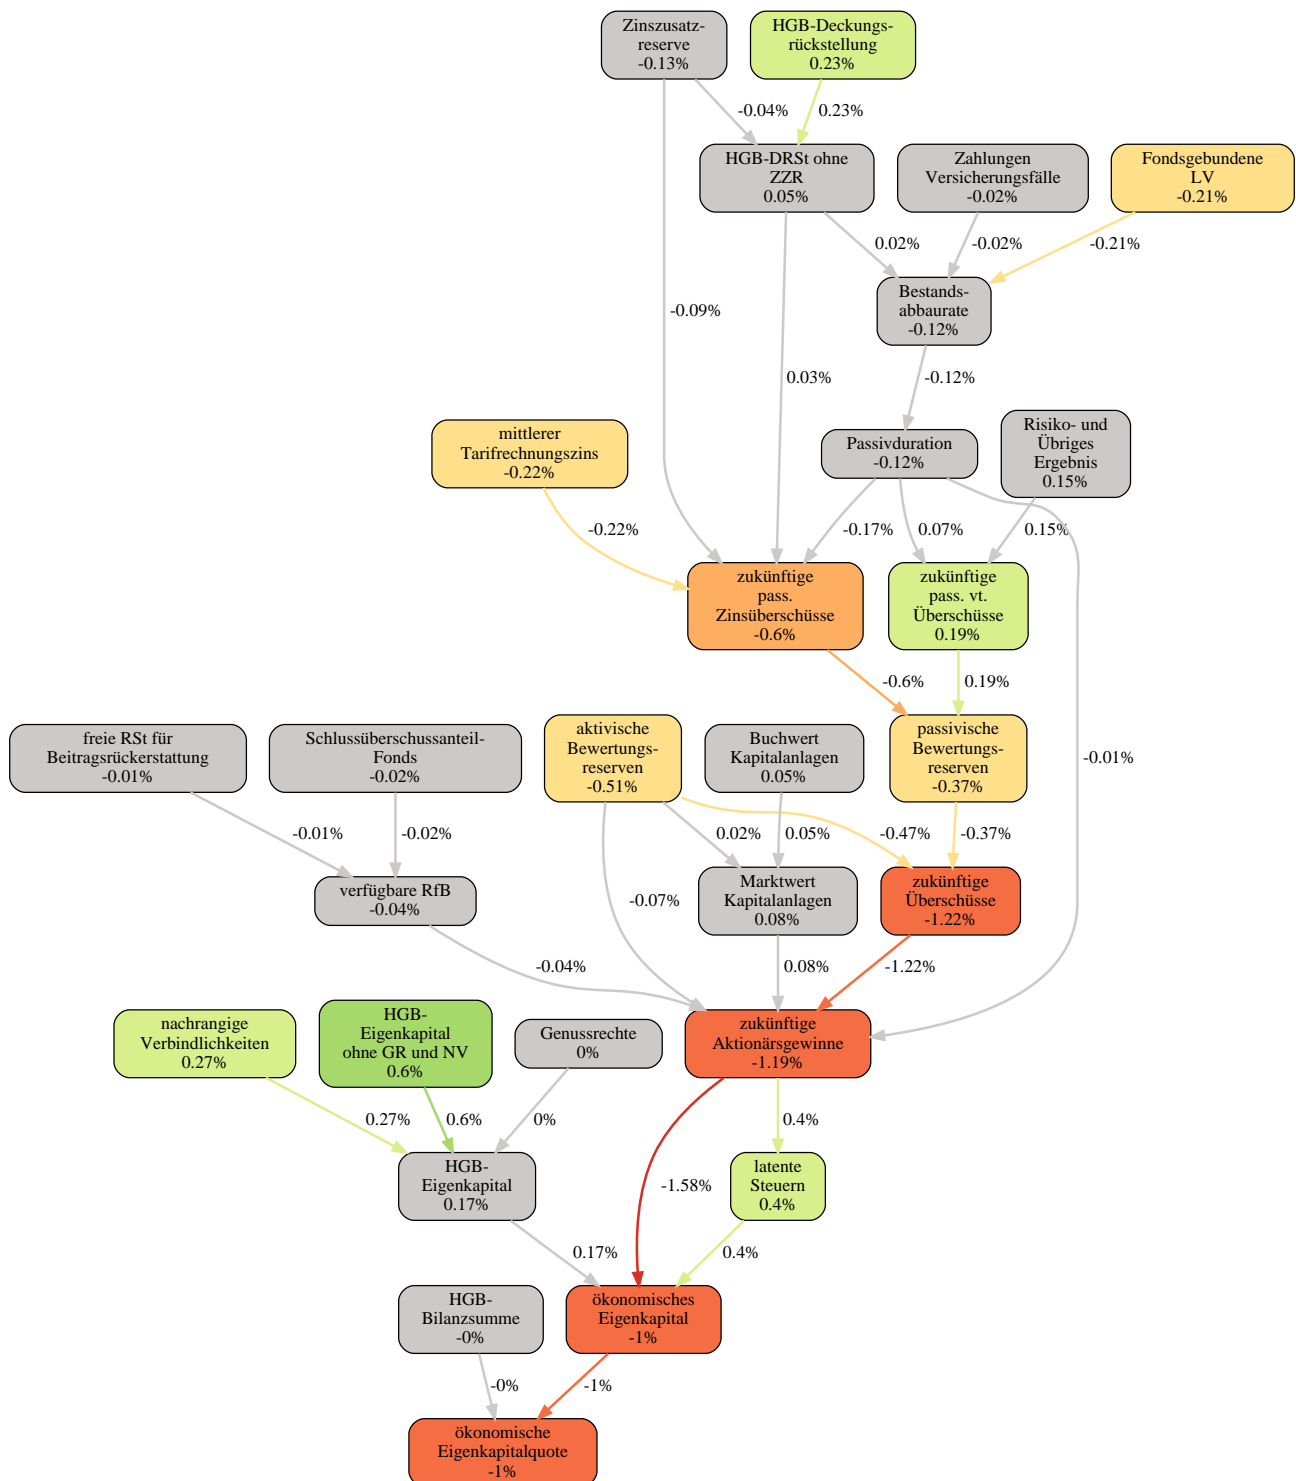 Zinszusatz-
reserve
-0.13%
HGB-Deckungs-
rückstellung
0.23%
-0.04%
0.23%
HGB-DRSt ohne
ZZR
0.05%
Zahlungen
Versicherungsfälle
-0.02%
Fondsgebundene
LV
-0.21%
0.02%
-0.02%
-0.21%
Bestands-
abbaurate
-0.12%
-0.09%
0.03%
-0.12%
mittlerer
Tarifrechnungszins
-0.22%
Passivduration
-0.12%
Risiko- und
Übriges
Ergebnis
0.15%
-0.22%
-0.17%
0.07%
0.15%
zukünftige
pass.
Zinsüberschüsse
-0.6%
zukünftige
pass. vt.
Überschüsse
0.19%
-0.6%
0.19%
freie RSt für
Beitragsrückerstattung
-0.01%
Schlussüberschussanteil-
Fonds
-0.02%
aktivische
Bewertungs-
reserven
-0.51%
Buchwert
Kapitalanlagen
0.05%
passivische
Bewertungs-
reserven
-0.37%
-0.01%
-0.01%
-0.02%
0.02%
0.05%
-0.47%
-0.37%
verfügbare RfB
-0.04%
-0.07%
Marktwert
Kapitalanlagen
0.08%
zukünftige
Überschüsse
-1.22%
-0.04%
0.08%
-1.22%
nachrangige
Verbindlichkeiten
0.27%
HGB-
Eigenkapital
ohne GR und NV
0.6%
Genussrechte
0%
zukünftige
Aktionärsgewinne
-1.19%
0.27%
0.6%
0%
0.4%
HGB-
Eigenkapital
0.17%
-1.58%
latente
Steuern
0.4%
0.17%
0.4%
HGB-
Bilanzsumme
-0%
ökonomisches
Eigenkapital
-1%
-0%
-1%
ökonomische
Eigenkapitalquote
-1%